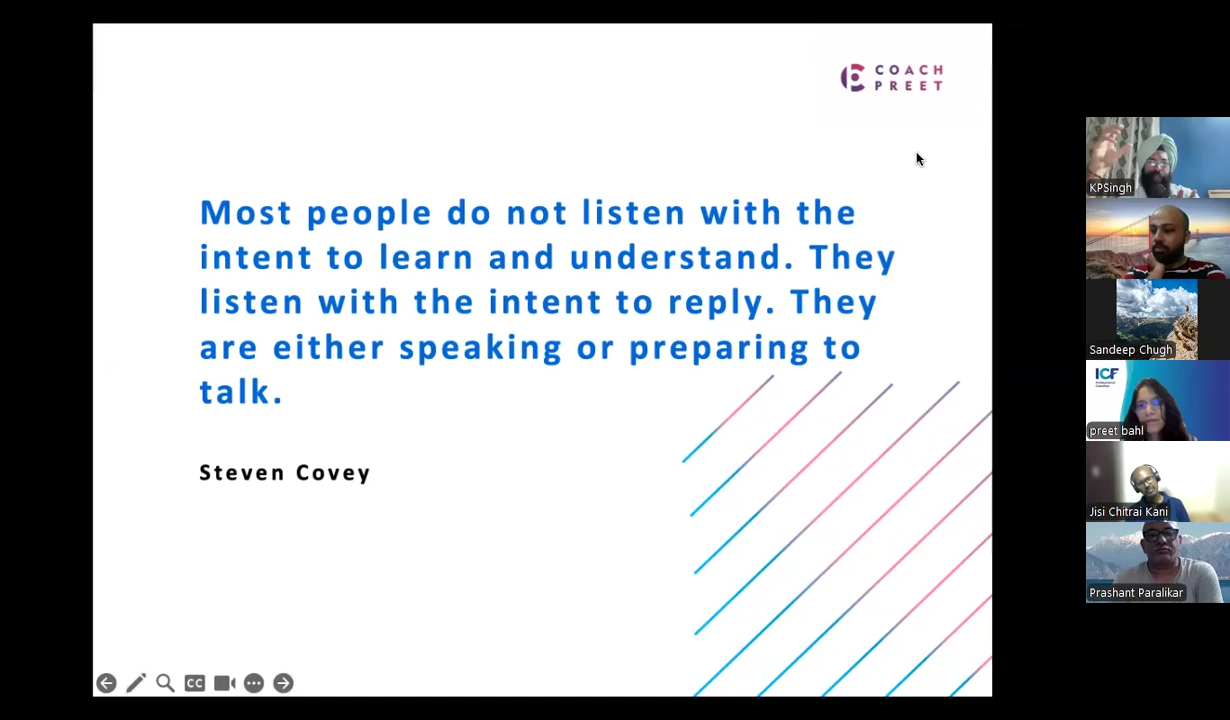 COACH
PREET
Most people do not listen with the
intent to learn and understand. They
listen with the intent to reply. They
are either speaking or preparing to
talk.
Steven Covey
CC
KPSingh
Sandeep Chugh
ICF
preet bahl
Jisi Chitrai Kani
Prashant Paralikar